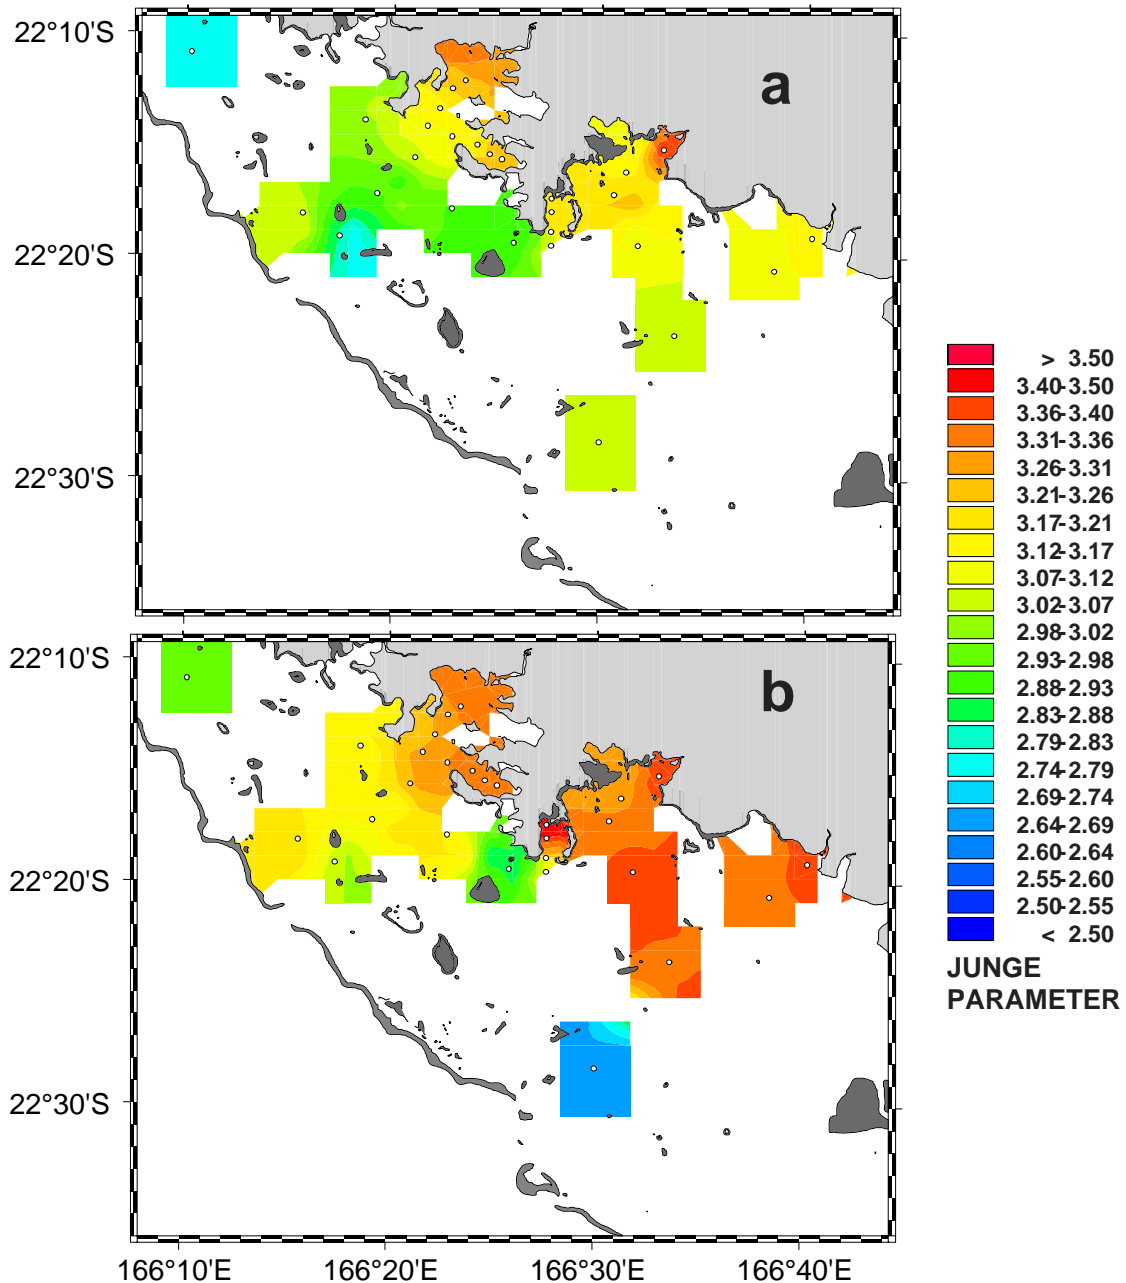 22°10'S
a
22°20'S
22°30'S
22°10'S
b
22°20'S
22°30'S
166°10'E 166°20'E 166°30'E 166°40'E
> 3.50
3.40-3.50
3.36-3.40
3.31-3.36
3.26-3.31
3.21-3.26
3.17-3.21
3.12-3.17
3.07-3.12
3.02-3.07
2.98-3.02
2.93-2.98
2.88-2.93
2.83-2.88
2.79-2.83
2.74-2.79
2.69-2.74
2.64-2.69
2.60-2.64
2.55-2.60
2.50-2.55
< 2.50
JUNGE
PARAMETER